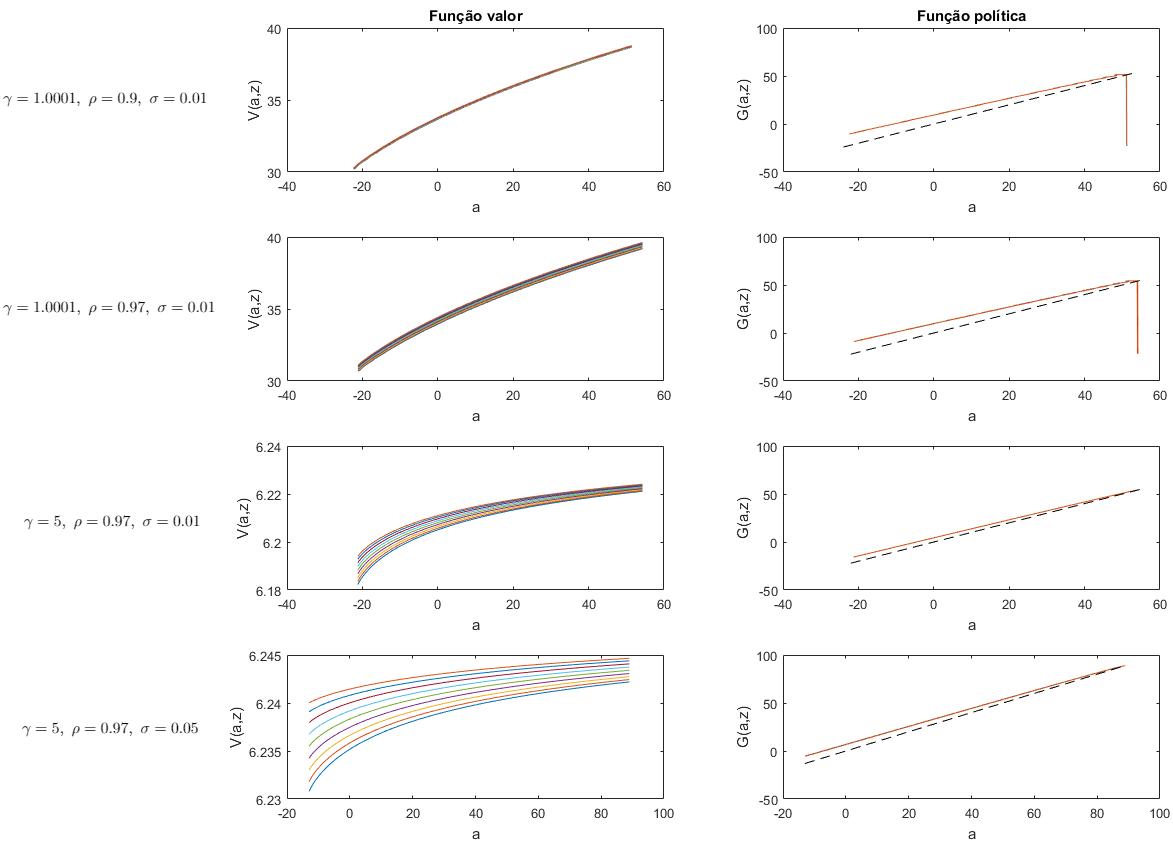 Função valor
Função política
γ = 1.0001, ρ = 0.9, σ = 0.01
V(a,z)
40
35
30
-40 -20 0 20 40 60
a
G(a,z)
100
50
0
-50
-40 -20 0 20 40 60
a
γ = 1.0001, ρ = 0.97, σ = 0.01
V(a,z)
40
35
30
-40 -20 0 20 40 60
a
G(a,z)
100
50
0
-50
-40 -20 0 20 40 60
a
γ = 5, ρ = 0.97, σ = 0.01
V(a,z)
6.24
6.22
6.2
6.18
-40 -20 0 20 40 60
a
G(a,z)
100
50
0
-50
-40 -20 0 20 40 60
a
γ = 5, ρ = 0.97, σ = 0.05
V(a,z)
6.245
6.24
6.235
6.23
-20 0 20 40 60 80 100
a
G(a,z)
100
50
0
-50
-20 0 20 40 60 80 100
a